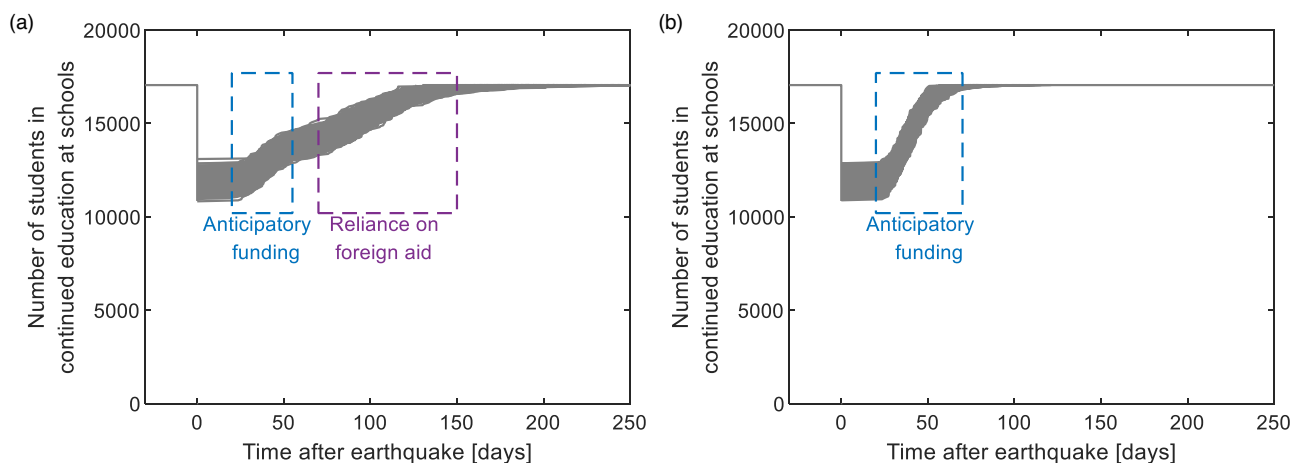 (a)
20000
15000
10000
5000
0
Number of students in
continued education at schools
Anticipatory
funding
Reliance on
foreign aid
0 50 100 150 200 250
Time after earthquake [days]
(b)
20000
15000
10000
5000
0
Number of students in
continued education at schools
Anticipatory
funding
0 50 100 150 200 250
Time after earthquake [days]